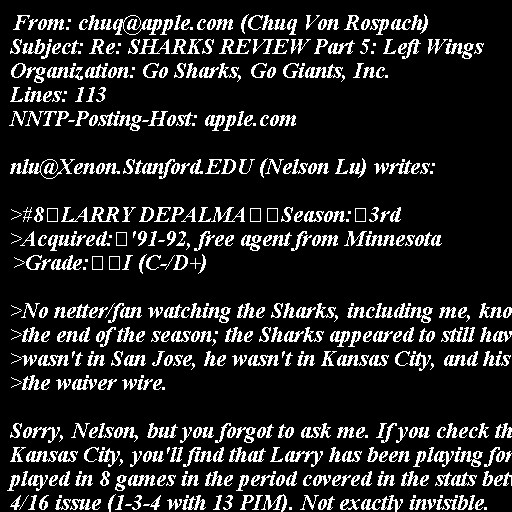 From: chuq@apple.com (Chuq Von Rospach)
Subject: Re: SHARKS REVIEW Part 5: Left Wings
Organization: Go Sharks, Go Giants, Inc.
Lines: 113
NNTP-Posting-Host: apple.com

nlu@Xenon.Stanford.EDU (Nelson Lu) writes:

>#8□LARRY DEPALMA□□Season:□3rd
>Acquired:□'91-92, free agent from Minnesota
>Grade:□□I (C-/D+)

>No netter/fan watching the Sharks, including me, kno
>the end of the season; the Sharks appeared to still hav
>wasn't in San Jose, he wasn't in Kansas City, and his
>the waiver wire.

Sorry, Nelson, but you forgot to ask me. If you check th
Kansas City, you'll find that Larry has been playing for
played in 8 games in the period covered in the stats bet
4/16 issue (1-3-4 with 13 PIM). Not exactly invisible.